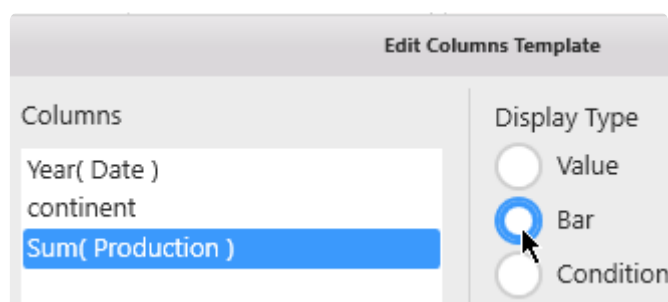 Edit Columns Template
Columns
Year( Date )
continent
Sum( Production )
Display Type
Value
Bar
Condition